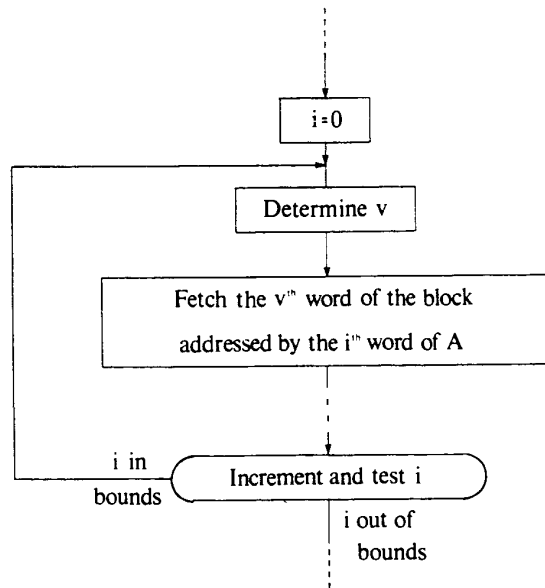 i=0
Determine v
Fetch the vᵗʰ word of the block
addressed by the iᵗʰ word of A
i in
bounds
Increment and test i
i out of
bounds